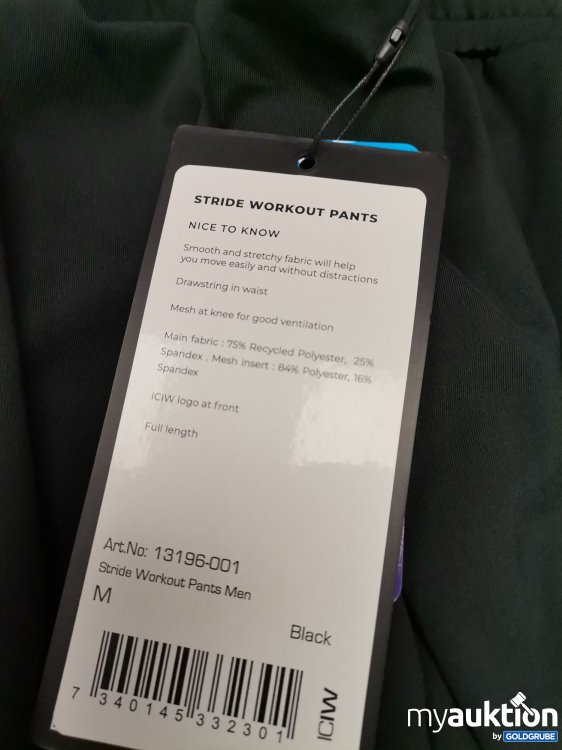 STRIDE WORKOUT PANTS
NICE TO KNOW
Smooth and stretchy fabric will help
you move easily and without distractions
Drawstring in waist
Mesh at knee for good ventilation
Main fabric : 75% Recycled Polyester, 25%
Spandex . Mesh insert : 84% Polyester, 16%
Spandex
ICIW logo at front
Full length
Art.No: 13196-001
Stride Workout Pants Men
M
Black
7 340145 332301
ICIW
myauktion
by GOLDGRUBE